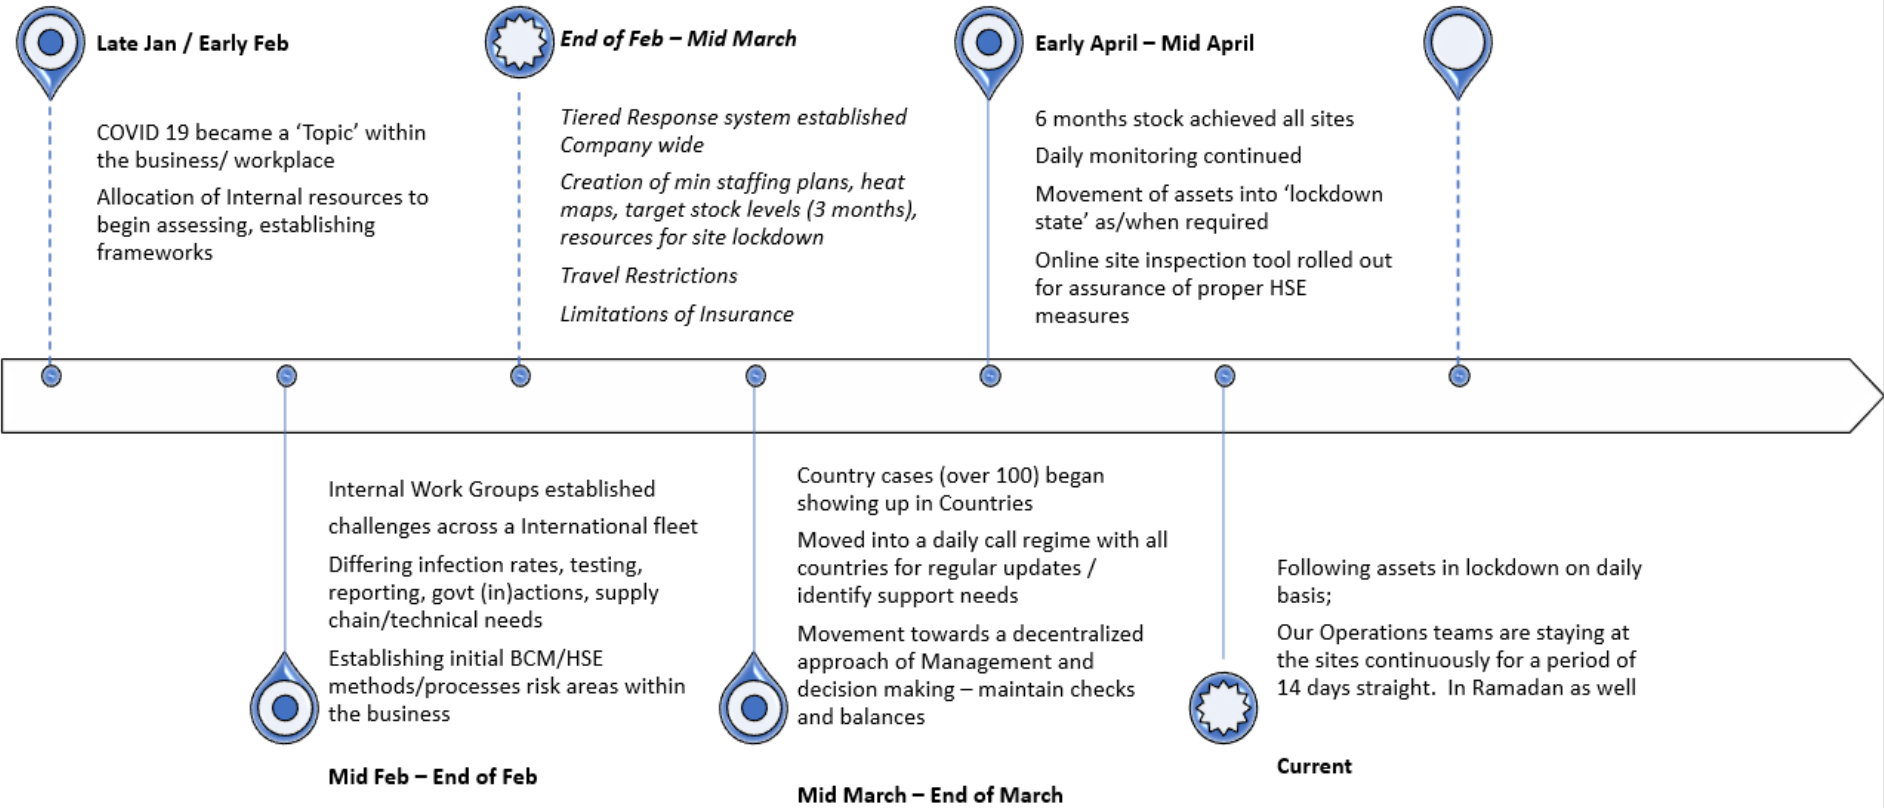 Late Jan / Early Feb
COVID 19 became a ‘Topic’ within
the business/ workplace
Allocation of Internal resources to
begin assessing, establishing
frameworks
End of Feb – Mid March
Tiered Response system established
Company wide
Creation of min staffing plans, heat
maps, target stock levels (3 months),
resources for site lockdown
Travel Restrictions
Limitations of Insurance
Early April – Mid April
6 months stock achieved all sites
Daily monitoring continued
Movement of assets into ‘lockdown
state’ as/when required
Online site inspection tool rolled out
for assurance of proper HSE
measures
Internal Work Groups established
challenges across a International fleet
Differing infection rates, testing,
reporting, govt (in)actions, supply
chain/technical needs
Establishing initial BCM/HSE
methods/processes risk areas within
the business
Mid Feb – End of Feb
Country cases (over 100) began
showing up in Countries
Moved into a daily call regime with all
countries for regular updates /
identify support needs
Movement towards a decentralized
approach of Management and
decision making – maintain checks
and balances
Mid March – End of March
Following assets in lockdown on daily
basis;
Our Operations teams are staying at
the sites continuously for a period of
14 days straight.  In Ramadan as well
Current